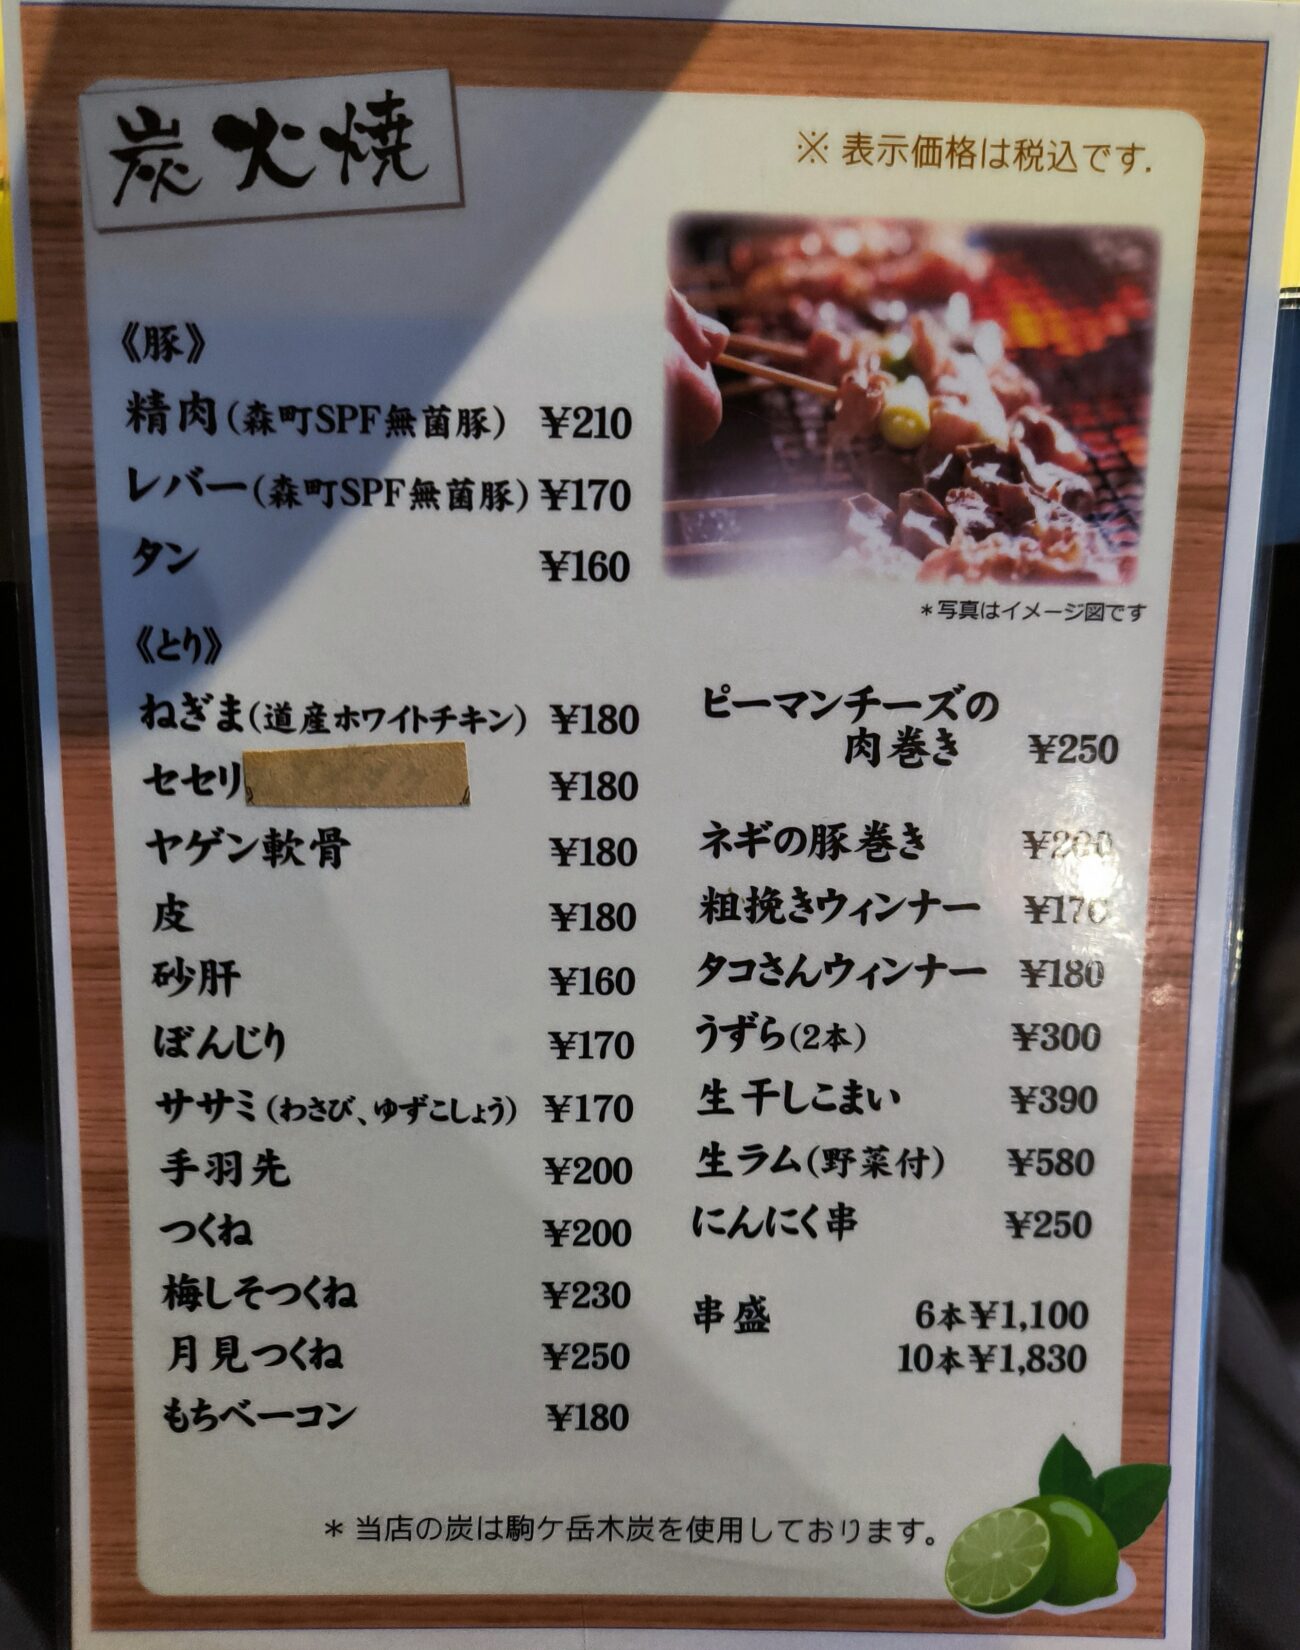 炭火焼
※ 表示価格は税込です.
《豚》
精肉(森町SPF無菌豚) ¥210
レバー(森町SPF無菌豚) ¥170
タン ¥160
*写真はイメージ図です
《とり》
ねぎま(道産ホワイトチキン) ¥180
セセリ ¥180
ヤゲン軟骨 ¥180
皮 ¥180
砂肝 ¥160
ぼんじり ¥170
ササミ(わさび、ゆずこしょう) ¥170
手羽先 ¥200
つくね ¥200
梅しそつくね ¥230
月見つくね ¥250
もちベーコン ¥180
ピーマンチーズの
肉巻き ¥250
ネギの豚巻き
粗挽きウィンナー ¥170
タコさんウィンナー ¥180
うずら(2本) ¥300
生干しこまい ¥390
生ラム(野菜付) ¥580
にんにく串 ¥250
串盛 6本¥1,100
10本¥1,830
* 当店の炭は駒ケ岳木炭を使用しております。